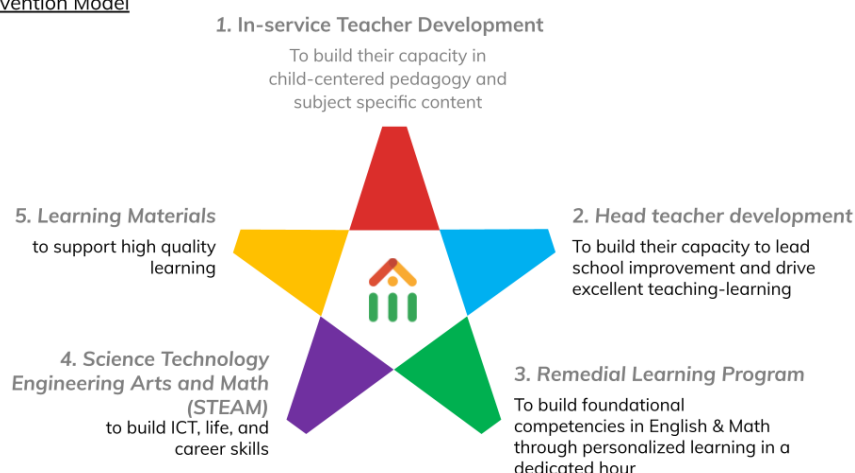 vention Model
1. In-service Teacher Development
To build their capacity in
child-centered pedagogy and
subject specific content
2. Head teacher development
To build their capacity to lead
school improvement and drive
excellent teaching-learning
3. Remedial Learning Program
To build foundational
competencies in English & Math
through personalized learning in a
dedicated hour
4. Science Technology
Engineering Arts and Math
(STEAM)
to build ICT, life, and
career skills
5. Learning Materials
to support high quality
learning